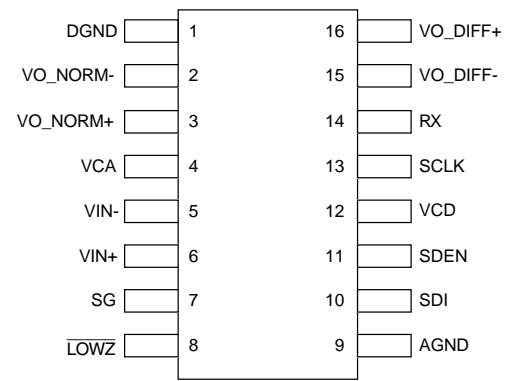 DGND 1 16 VO_DIFF+
VO_NORM- 2 15 VO_DIFF-
VO_NORM+ 3 14 RX
VCA 4 13 SCLK
VIN- 5 12 VCD
VIN+ 6 11 SDEN
SG 7 10 SDI
L̅O̅W̅Z̅ 8 9 AGND